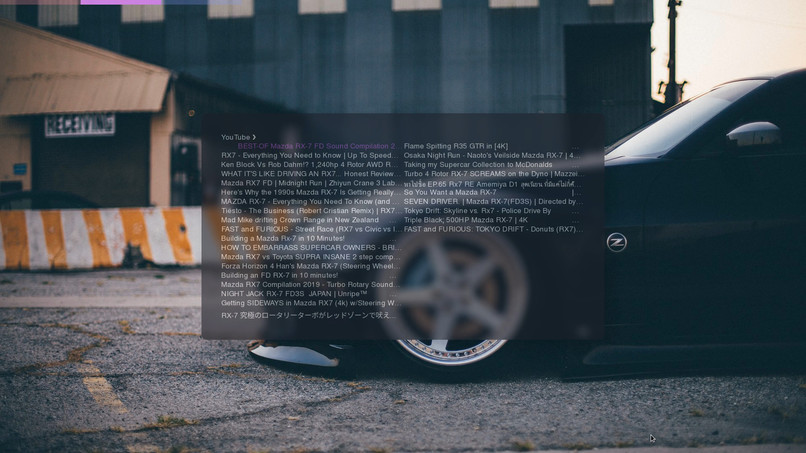 RECEIVING
YouTube ❯
BEST OF Mazda RX-7 FD Sound Compilation 2
RX7 - Everything You Need to Know | Up To Speed...
Ken Block Vs Rob Dahm!? 1,240hp 4 Rotor AWD R...
WHAT IT'S LIKE DRIVING AN RX7... Honest Review
Mazda RX7 FD | Midnight Run | Zhiyun Crane 3 Lab
Here's Why the 1990s Mazda RX-7 Is Getting Really...
MAZDA RX-7 - Everything You Need To Know (and ...
Tiësto - The Business (Robert Cristian Remix) | RX7...
Mad Mike drifting Crown Range in New Zealand
FAST and FURIOUS - Street Race (RX7 vs Civic vs I...
Building a Mazda Rx-7 in 10 Minutes!
HOW TO EMBARRASS SUPERCAR OWNERS - BRI...
Mazda RX7 vs Toyota SUPRA INSANE 2 step comp...
Forza Horizon 4 Han's Mazda RX-7 (Steering Wheel...
Building an FD RX-7 in 10 minutes!
Mazda RX7 Compilation 2019 - Turbo Rotary Sound...
NIGHT JACK RX-7 FD3S JAPAN | Unripe™
Getting SIDEWAYS in Mazda RX7 (4k) w/Steering W...
RX-7 究極のロータリーターボがレッドゾーンで吠え...
Flame Spitting R35 GTR in [4K]
Osaka Night Run - Naoto's Veilside Mazda RX-7 | 4
Taking my Supercar Collection to McDonalds
Turbo 4 Rotor RX-7 SCREAMS on the Dyno | Mazzei
EP.65 Rx7 RE Amemiya D1
So You Want a Mazda RX-7
SEVEN DRIVER. | Mazda RX-7(FD3S) | Directed by...
Tokyo Drift: Skyline vs. Rx7 - Police Drive By
Triple Black, 500HP Mazda RX-7 | 4K
FAST and FURIOUS: TOKYO DRIFT - Donuts (RX7)...